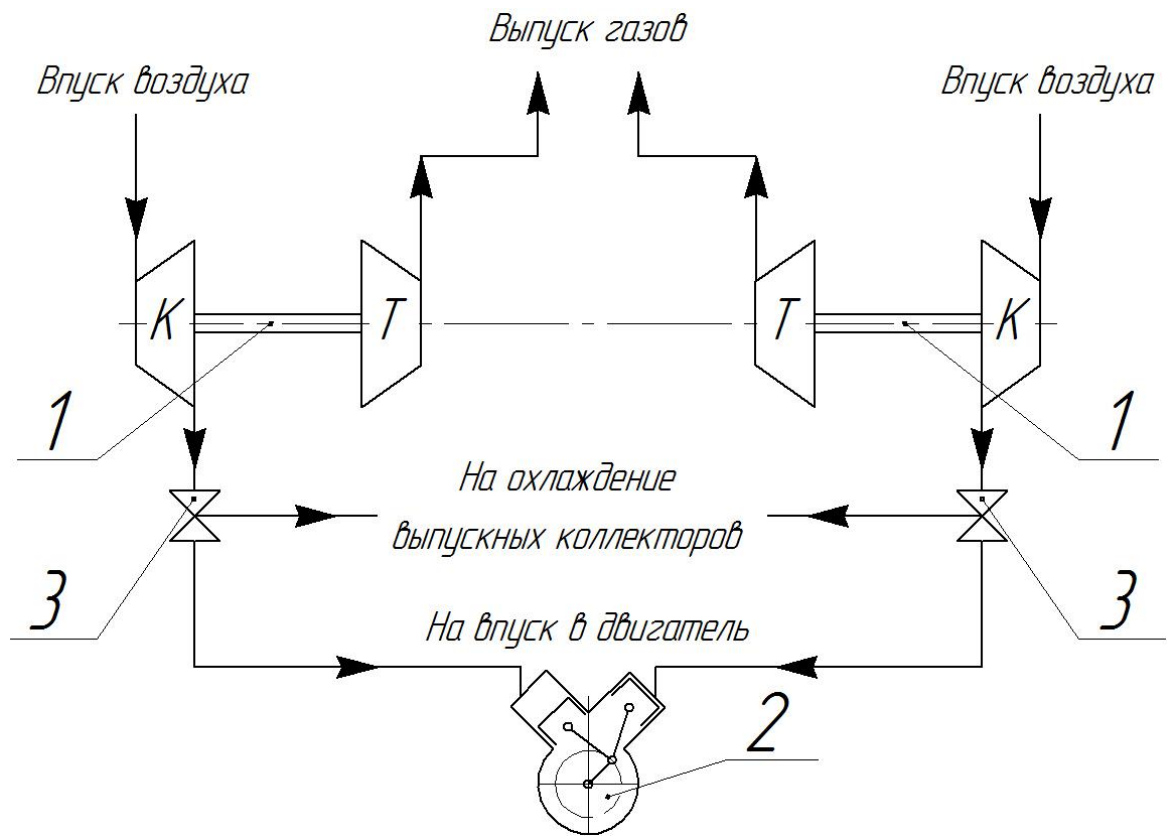 Выпуск газов
Впуск воздуха
Впуск воздуха
К
Т
Т
К
1
1
На охлаждение
выпускных коллекторов
3
3
На впуск в двигатель
2